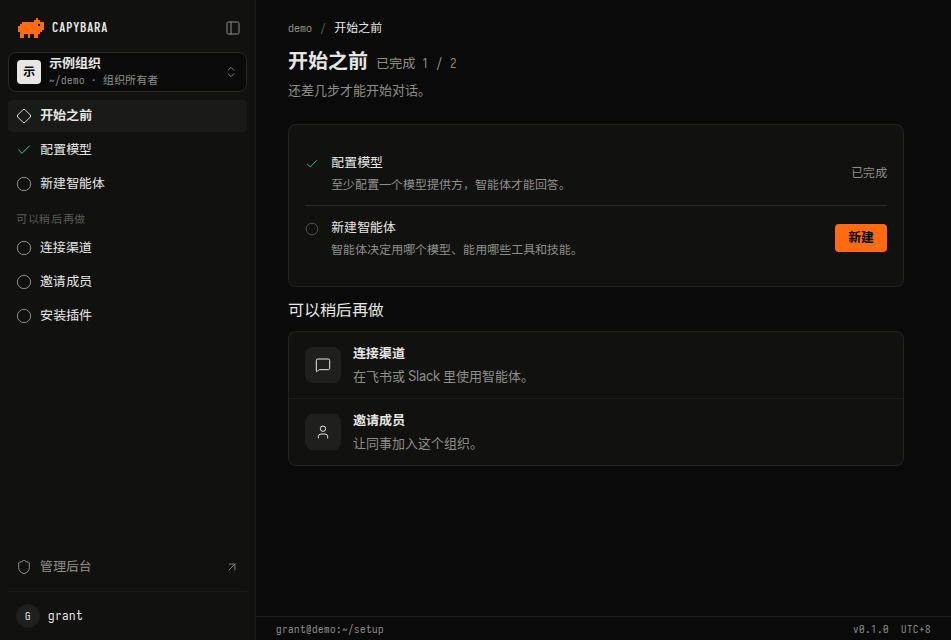 CAPYBARA
示
示例组织
~/demo · 组织所有者
开始之前
配置模型
新建智能体
可以稍后再做
连接渠道
邀请成员
安装插件
管理后台
G
grant
demo / 开始之前
开始之前 已完成 1 / 2
还差几步才能开始对话。
配置模型
至少配置一个模型提供方，智能体才能回答。
已完成
新建智能体
智能体决定用哪个模型、能用哪些工具和技能。
新建
可以稍后再做
连接渠道
在飞书或 Slack 里使用智能体。
邀请成员
让同事加入这个组织。
grant@demo:~/setup
v0.1.0 UTC+8